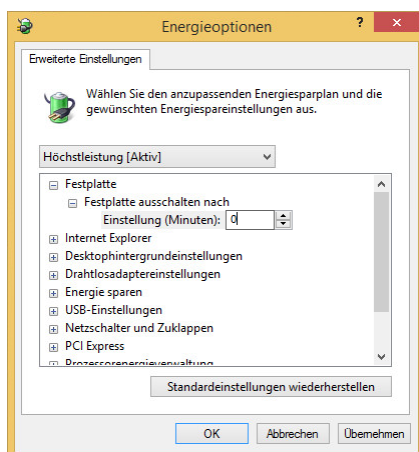 Energieoptionen
Erweiterte Einstellungen
Wählen Sie den anzupassenden Energiesparplan und die
gewünschten Energiespareinstellungen aus.
Höchstleistung [Aktiv]
Festplatte
Festplatte ausschalten nach
Einstellung (Minuten): 0
Internet Explorer
Desktophintergrundeinstellungen
Drahtlosadaptereinstellungen
Energie sparen
USB-Einstellungen
Netzschalter und Zuklappen
PCI Express
Prozessorenergieverwaltung
Standardeinstellungen wiederherstellen
OK Abbrechen Übernehmen